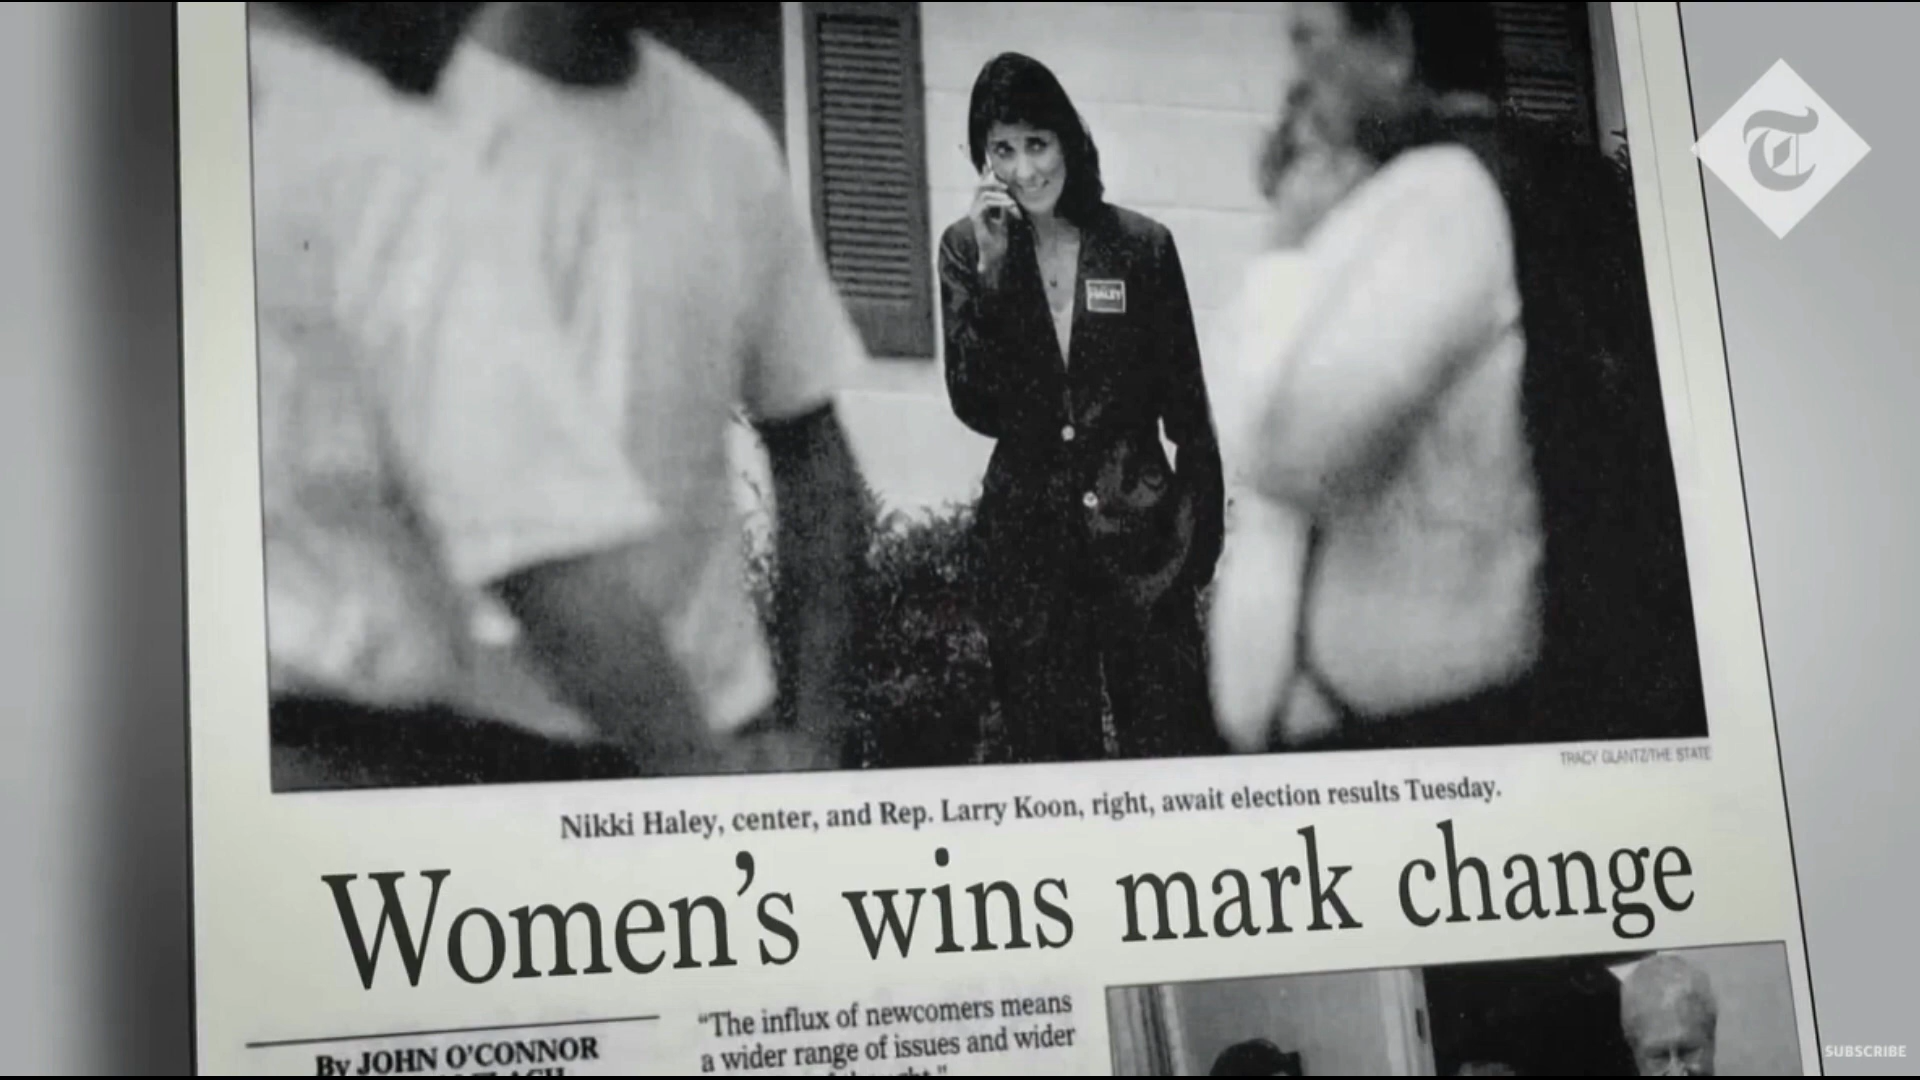 T
HALEY
TRACY GLANTZ/THE STATE
Nikki Haley, center, and Rep. Larry Koon, right, await election results Tuesday.
Women's wins mark change
By JOHN O'CONNOR
"The influx of newcomers means
a wider range of issues and wider
SUBSCRIBE